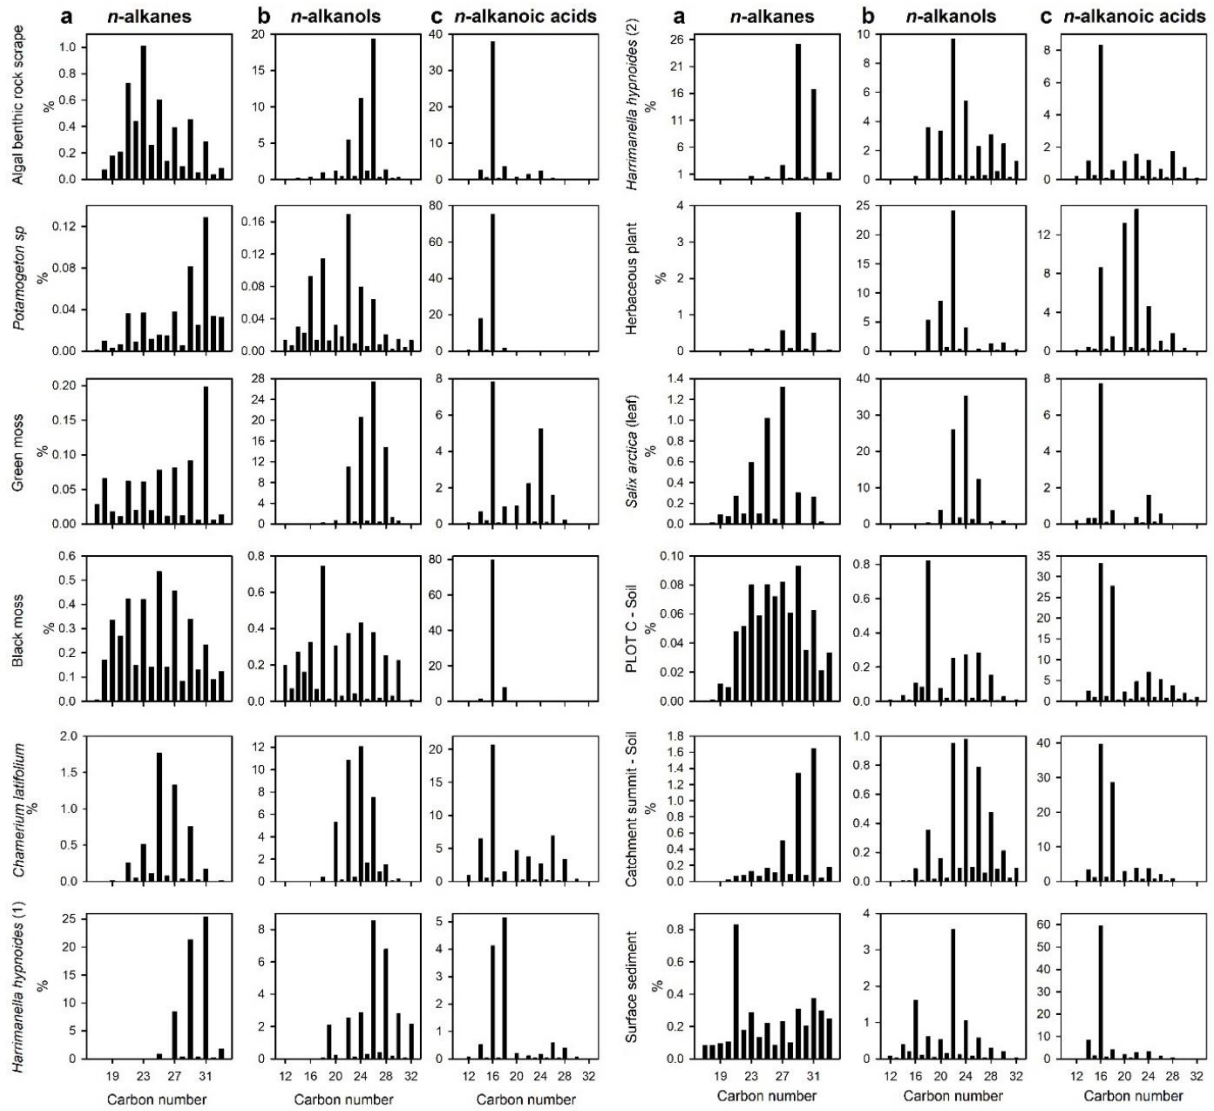 a n-alkanes b n-alkanols c n-alkanoic acids
Algal benthic rock scrape
%
1.0 0.8 0.6 0.4 0.2 0.0
20 15 10 5 0
40 30 20 10 0
Potamogeton sp
%
0.12 0.08 0.04 0.00
0.16 0.12 0.08 0.04 0.00
80 60 40 20 0
Green moss
%
0.20 0.15 0.10 0.05 0.00
28 24 20 16 12 8 4 0
8 6 4 2 0
Black moss
%
0.6 0.5 0.4 0.3 0.2 0.1 0.0
0.8 0.6 0.4 0.2 0.0
80 60 40 20 0
Chamerium latifolium
%
2.0 1.5 1.0 0.5 0.0
12 10 8 6 4 2 0
20 15 10 5 0
Harrimanella hypnoides (1)
%
25 20 15 10 5 0
8 6 4 2 0
5 4 3 2 1 0
19 23 27 31
12 16 20 24 28 32
12 16 20 24 28 32
Carbon number Carbon number Carbon number
a n-alkanes b n-alkanols c n-alkanoic acids
Harrimanella hypnoides (2)
%
26 21 16 11 6 1
10 8 6 4 2 0
8 6 4 2 0
Herbaceous plant
%
4 3 2 1 0
25 20 15 10 5 0
12 10 8 6 4 2 0
Salix arctica (leaf)
%
1.4 1.2 1.0 0.8 0.6 0.4 0.2 0.0
40 30 20 10 0
8 6 4 2 0
PLOT C - Soil
%
0.10 0.08 0.06 0.04 0.02 0.00
0.8 0.6 0.4 0.2 0.0
35 30 25 20 15 10 5 0
Catchment summit - Soil
%
1.8 1.6 1.4 1.2 1.0 0.8 0.6 0.4 0.2 0.0
1.0 0.8 0.6 0.4 0.2 0.0
40 30 20 10 0
Surface sediment
%
0.8 0.6 0.4 0.2 0.0
4 3 2 1 0
60 50 40 30 20 10 0
19 23 27 31
12 16 20 24 28 32
12 16 20 24 28 32
Carbon number Carbon number Carbon number